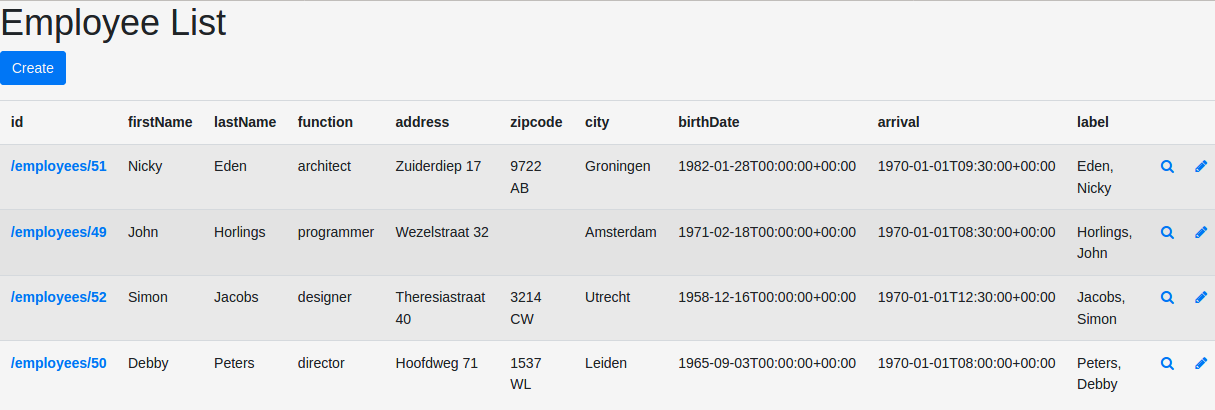 Employee List
Create
id firstName lastName function address zipcode city birthDate arrival label
/employees/51 Nicky Eden architect Zuiderdiep 17 9722 Groningen 1982-01-28T00:00:00+00:00 1970-01-01T09:30:00+00:00 Eden,
AB Nicky
/employees/49 John Horlings programmer Wezelstraat 32 Amsterdam 1971-02-18T00:00:00+00:00 1970-01-01T08:30:00+00:00 Horlings,
John
/employees/52 Simon Jacobs designer Theresiastraat 3214 Utrecht 1958-12-16T00:00:00+00:00 1970-01-01T12:30:00+00:00 Jacobs,
40 CW Simon
/employees/50 Debby Peters director Hoofdweg 71 1537 Leiden 1965-09-03T00:00:00+00:00 1970-01-01T08:00:00+00:00 Peters,
WL Debby